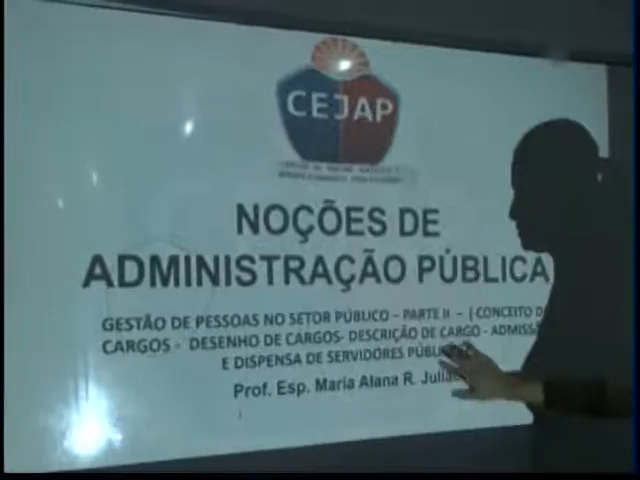 CEJAP
NOÇÕES DE
ADMINISTRAÇÃO PÚBLICA
GESTÃO DE PESSOAS NO SETOR PÚBLICO - PARTE II - ( CONCEITO
CARGOS - DESENHO DE CARGOS- DESCRIÇÃO DE CARGO -
E DISPENSA DE SERVIDORES
Prof. Esp. Maria Alana R.